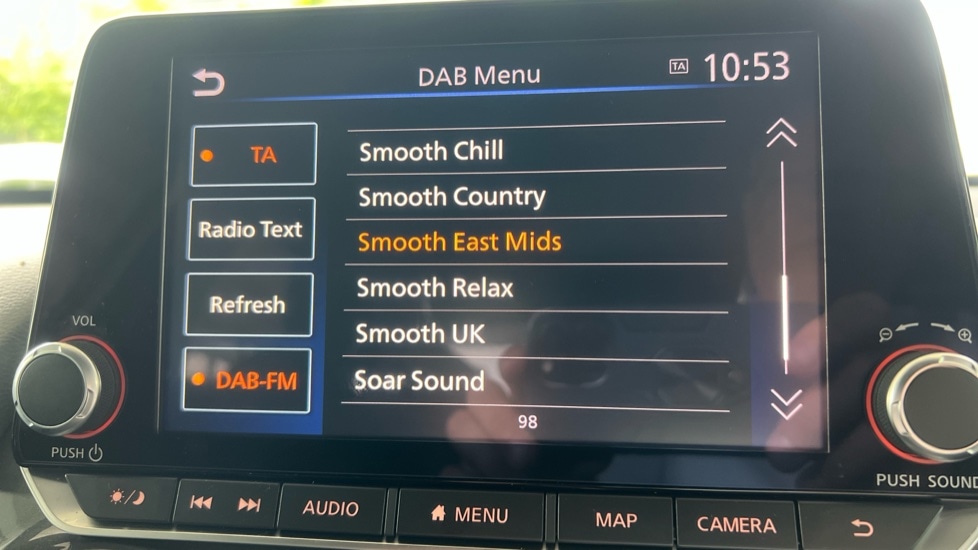 DAB Menu
TA
10:53
TA
Radio Text
Refresh
DAB-FM
Smooth Chill
Smooth Country
Smooth East Mids
Smooth Relax
Smooth UK
Soar Sound
98
VOL
PUSH
PUSH SOUND
AUDIO
MENU
MAP
CAMERA